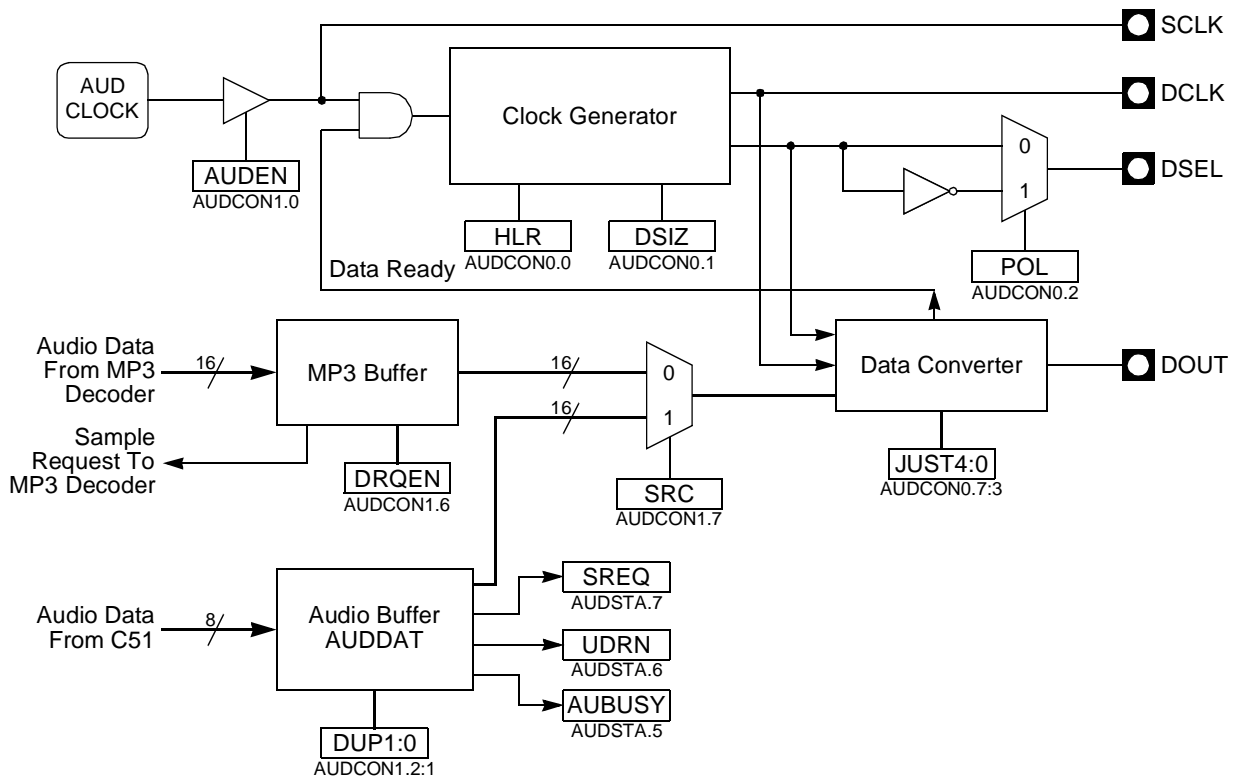 SCLK
AUD
CLOCK
DCLK
Clock Generator
0
DSEL
1
AUDEN
AUDCON1.0
HLR
AUDCON0.0
DSIZ
AUDCON0.1
POL
AUDCON0.2
Data Ready
Audio Data
From MP3
Decoder
16
MP3 Buffer
16
0
Data Converter
DOUT
16
1
Sample
Request To
MP3 Decoder
DRQEN
AUDCON1.6
SRC
AUDCON1.7
JUST4:0
AUDCON0.7:3
SREQ
AUDSTA.7
Audio Data
From C51
8
Audio Buffer
AUDDAT
UDRN
AUDSTA.6
AUBUSY
AUDSTA.5
DUP1:0
AUDCON1.2:1